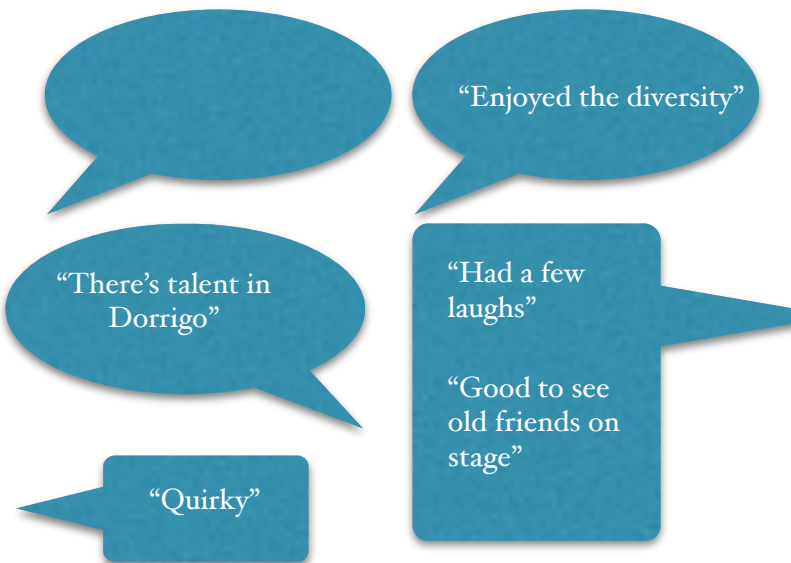 “Enjoyed the diversity”
“There’s talent in
Dorrigo”
“Had a few
laughs”
“Good to see
old friends on
stage”
“Quirky”